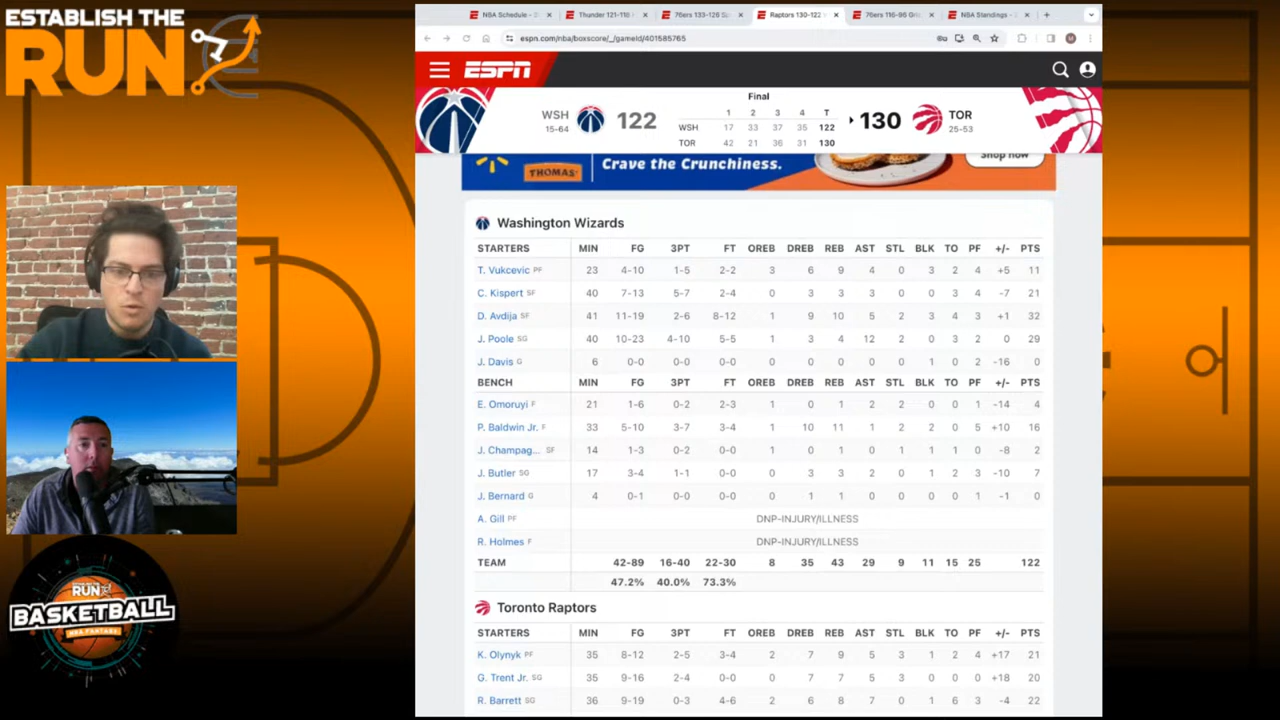 ESTABLISH THE
RUN
NBA Schedule - 
Thunder 121-110
76ers 133-126
Raptors 130-122
76ers 116-96
NBA Standings -
espn.com/nba/boxscore/_/gameId/401585765
ESPN
Final
WSH 122 130 TOR
15-64 25-53
1 2 3 4 T
WSH 17 33 37 35 122
TOR 42 21 36 31 130
THOMAS' Crave the Crunchiness. Shop now
Washington Wizards
STARTERS MIN FG 3PT FT OREB DREB REB AST STL BLK TO PF +/- PTS
T. Vukcevic PF 23 4-10 1-5 2-2 3 6 9 4 0 3 2 4 +5 11
C. Kispert SF 40 7-13 5-7 2-4 0 3 3 3 0 0 3 4 -7 21
D. Avdija SF 41 11-19 2-6 8-12 1 9 10 5 2 3 4 3 +1 32
J. Poole SG 40 10-23 4-10 5-5 1 3 4 12 2 0 3 2 0 29
J. Davis G 6 0-0 0-0 0-0 0 0 0 0 0 1 0 2 -16 0
BENCH MIN FG 3PT FT OREB DREB REB AST STL BLK TO PF +/- PTS
E. Omoruyi F 21 1-6 0-2 2-3 1 0 1 2 2 0 0 1 -14 4
P. Baldwin Jr. F 33 5-10 3-7 3-4 1 10 11 1 2 2 0 5 +10 16
J. Champag... SF 14 1-3 0-2 0-0 1 0 1 0 1 1 1 0 -8 2
J. Butler SG 17 3-4 1-1 0-0 0 3 3 2 0 1 2 3 -10 7
J. Bernard G 4 0-1 0-0 0-0 0 1 1 0 0 0 0 1 -1 0
A. Gill PF DNP-INJURY/ILLNESS
R. Holmes F DNP-INJURY/ILLNESS
TEAM 42-89 16-40 22-30 8 35 43 29 9 11 15 25 122
47.2% 40.0% 73.3%
Toronto Raptors
STARTERS MIN FG 3PT FT OREB DREB REB AST STL BLK TO PF +/- PTS
K. Olynyk PF 35 8-12 2-5 3-4 2 7 9 5 3 1 2 4 +17 21
G. Trent Jr. SG 35 9-16 2-4 0-0 0 7 7 5 3 0 0 0 +18 20
R. Barrett SG 36 9-19 0-3 4-6 2 6 8 7 0 1 6 3 -4 22
ESTABLISH THE
RUN
BASKETBALL
NBA FANTASY